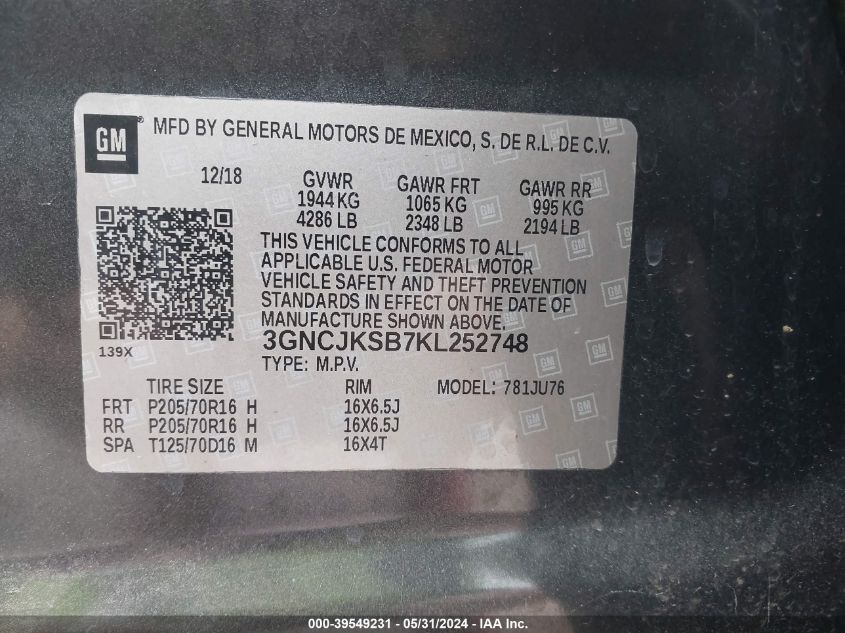 GM MFD BY GENERAL MOTORS DE MEXICO, S. DE R.L. DE C.V.
12/18 GVWR GAWR FRT GAWR RR
1944 KG 1065 KG 995 KG
4286 LB 2348 LB 2194 LB
THIS VEHICLE CONFORMS TO ALL
APPLICABLE U.S. FEDERAL MOTOR
VEHICLE SAFETY AND THEFT PREVENTION
STANDARDS IN EFFECT ON THE DATE OF
MANUFACTURE SHOWN ABOVE.
3GNCJKSB7KL252748
139X
TYPE: M.P.V.
TIRE SIZE RIM MODEL: 781JU76
FRT P205/70R16 H 16X6.5J
RR P205/70R16 H 16X6.5J
SPA T125/70D16 M 16X4T
000-39549231 - 05/31/2024 - IAA Inc.